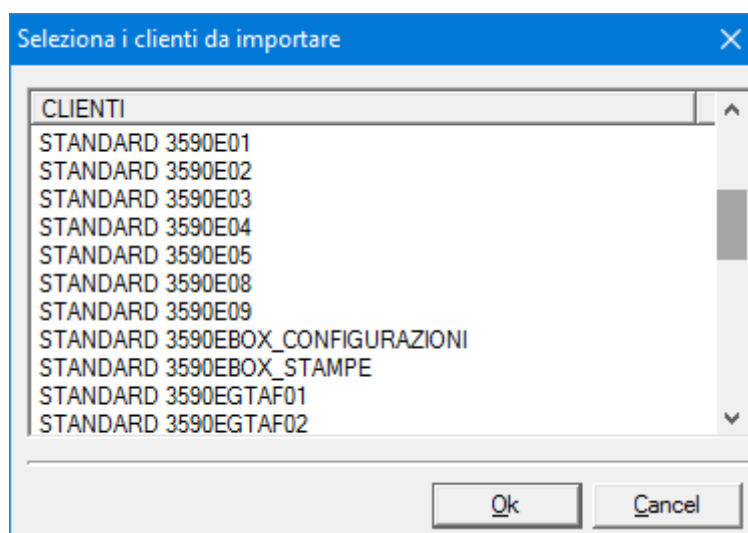 Seleziona i clienti da importare
CLIENTI
STANDARD 3590E01
STANDARD 3590E02
STANDARD 3590E03
STANDARD 3590E04
STANDARD 3590E05
STANDARD 3590E08
STANDARD 3590E09
STANDARD 3590EBOX_CONFIGURAZIONI
STANDARD 3590EBOX_STAMPE
STANDARD 3590EGTAF01
STANDARD 3590EGTAF02
Ok Cancel